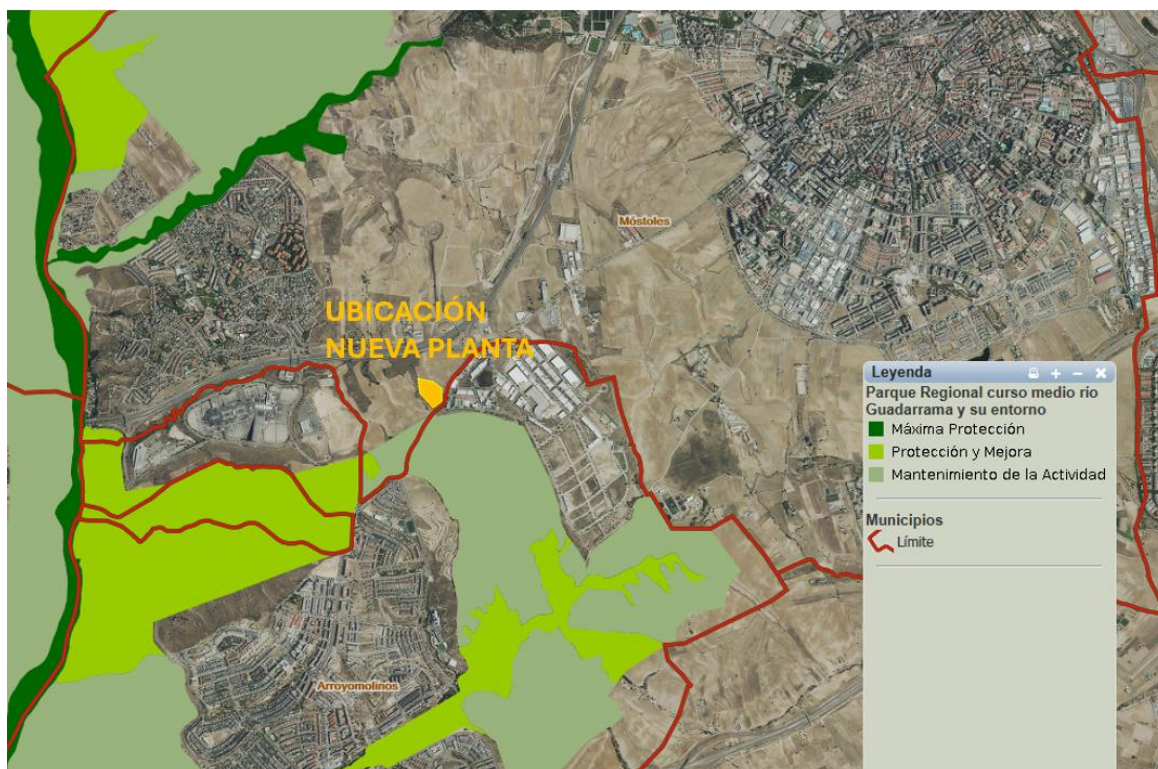 Móstoles
UBICACIÓN
NUEVA PLANTA
Leyenda
Parque Regional curso medio río
Guadarrama y su entorno
Máxima Protección
Protección y Mejora
Mantenimiento de la Actividad
Municipios
Límite
Arroyomolinos